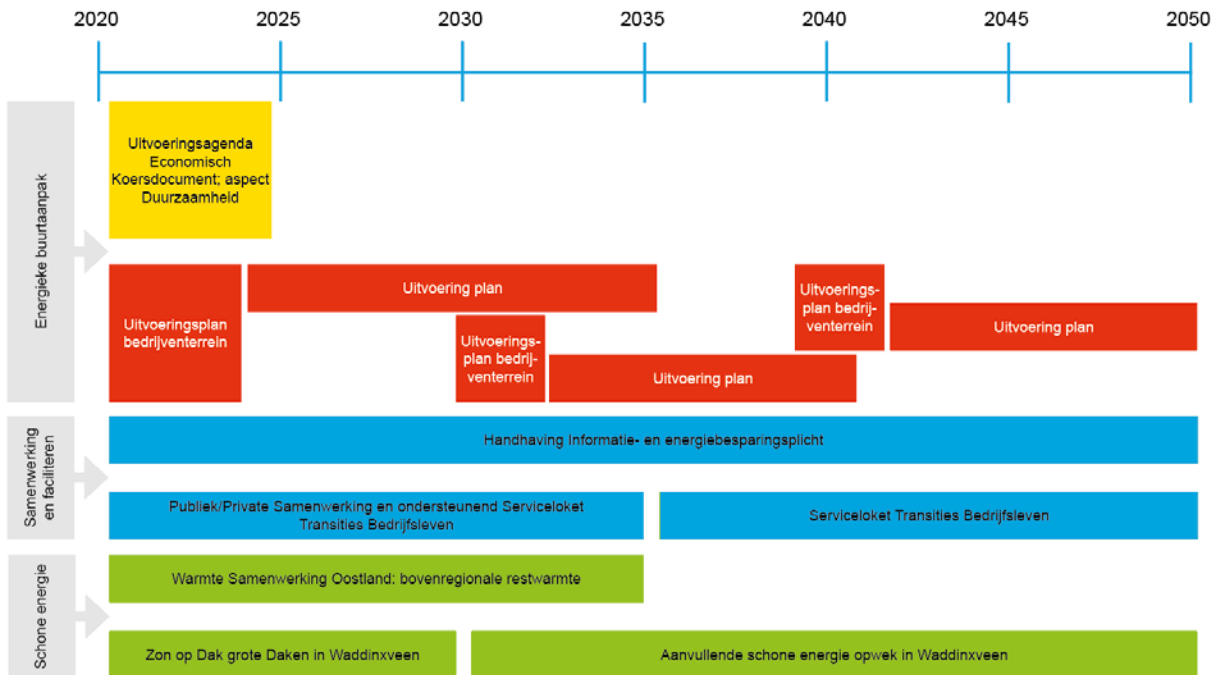 2020 2025 2030 2035 2040 2045 2050
Energieke buurtaanpak
Uitvoeringsagenda
Economisch
Koersdocument; aspect
Duurzaamheid
Uitvoeringsplan
bedrijventerrein
Uitvoering plan
Uitvoerings-
plan bedrij-
venterrein
Uitvoering plan
Uitvoerings-
plan bedrij-
venterrein
Uitvoering plan
Samenwerking
en faciliteren
Handhaving Informatie- en energiebesparingsplicht
Publiek/Private Samenwerking en ondersteunend Serviceloket
Transities Bedrijfsleven
Serviceloket Transities Bedrijfsleven
Schone energie
Warmte Samenwerking Oostland: bovenregionale restwarmte
Zon op Dak grote Daken in Waddinxveen
Aanvullende schone energie opwek in Waddinxveen